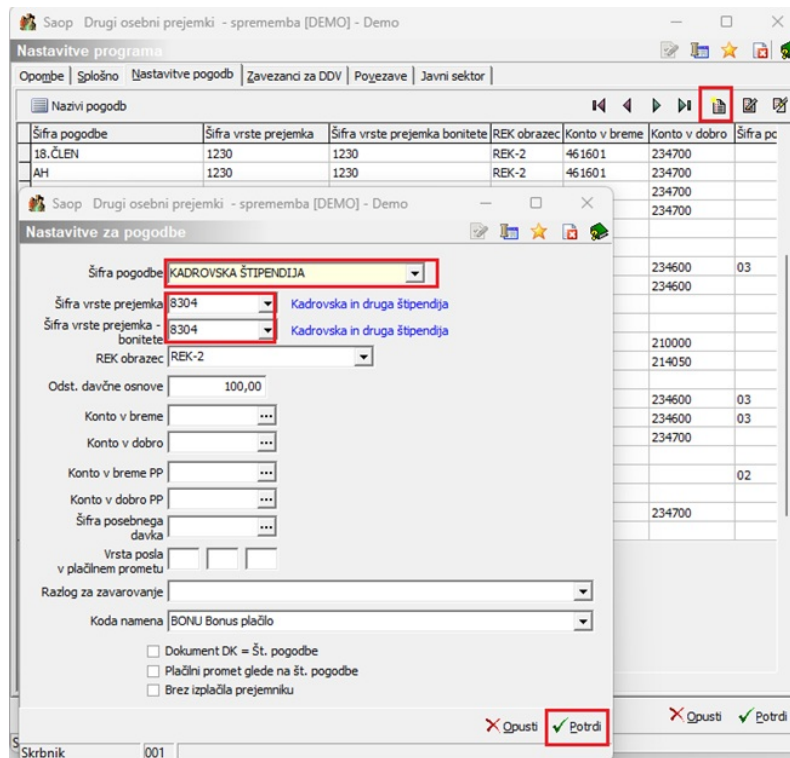 Saop Drugi osebni prejemki - sprememba [DEMO] - Demo
Nastavitve programa
Opombe Splošno Nastavitve pogodb Zavezanci za DDV Povezave Javni sektor
Nazivi pogodb
Šifra pogodbe Šifra vrste prejemka Šifra vrste prejemka bonitete REK obrazec Konto v breme Konto v dobro Šifra po
18.ČLEN 1230 1230 REK-2 461601 234700
AH 1230 1230 REK-2 461601 234700
234700
234700
234600 03
234600
210000
214050
234600 03
234600 03
234700
02
234700
Saop Drugi osebni prejemki - sprememba [DEMO] - Demo
Nastavitve za pogodbe
Šifra pogodbe KADROVSKA ŠTIPENDIJA
Šifra vrste prejemka 8304 Kadrovska in druga štipendija
Šifra vrste prejemka -
bonitete 8304 Kadrovska in druga štipendija
REK obrazec REK-2
Odst. davčne osnove 100,00
Konto v breme ...
Konto v dobro ...
Konto v breme PP ...
Konto v dobro PP ...
Šifra posebnega
davka ...
Vrsta posla
v plačilnem prometu
Razlog za zavarovanje
Koda namena BONU Bonus plačilo
Dokument DK = Št. pogodbe
Plačilni promet glede na št. pogodbe
Brez izplačila prejemniku
Opusti Potrdi
Opusti Potrdi
Skrbnik 001